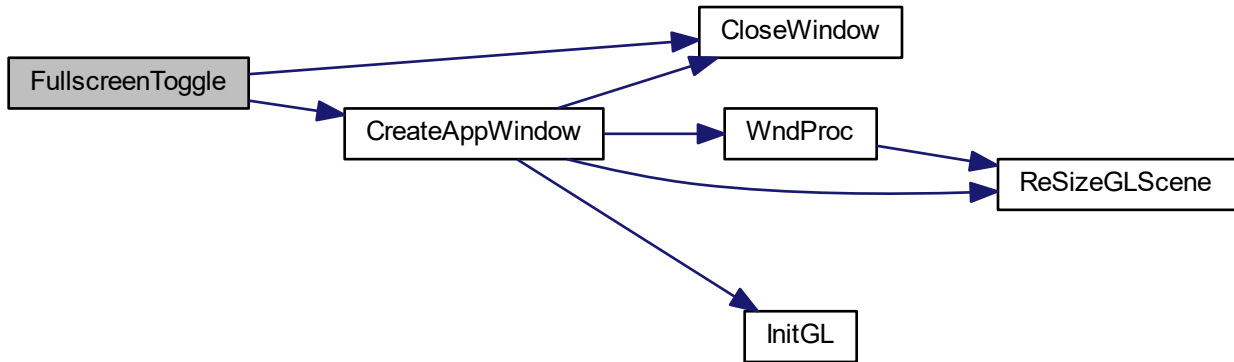 CloseWindow
FullscreenToggle
CreateAppWindow
WndProc
ReSizeGLScene
InitGL